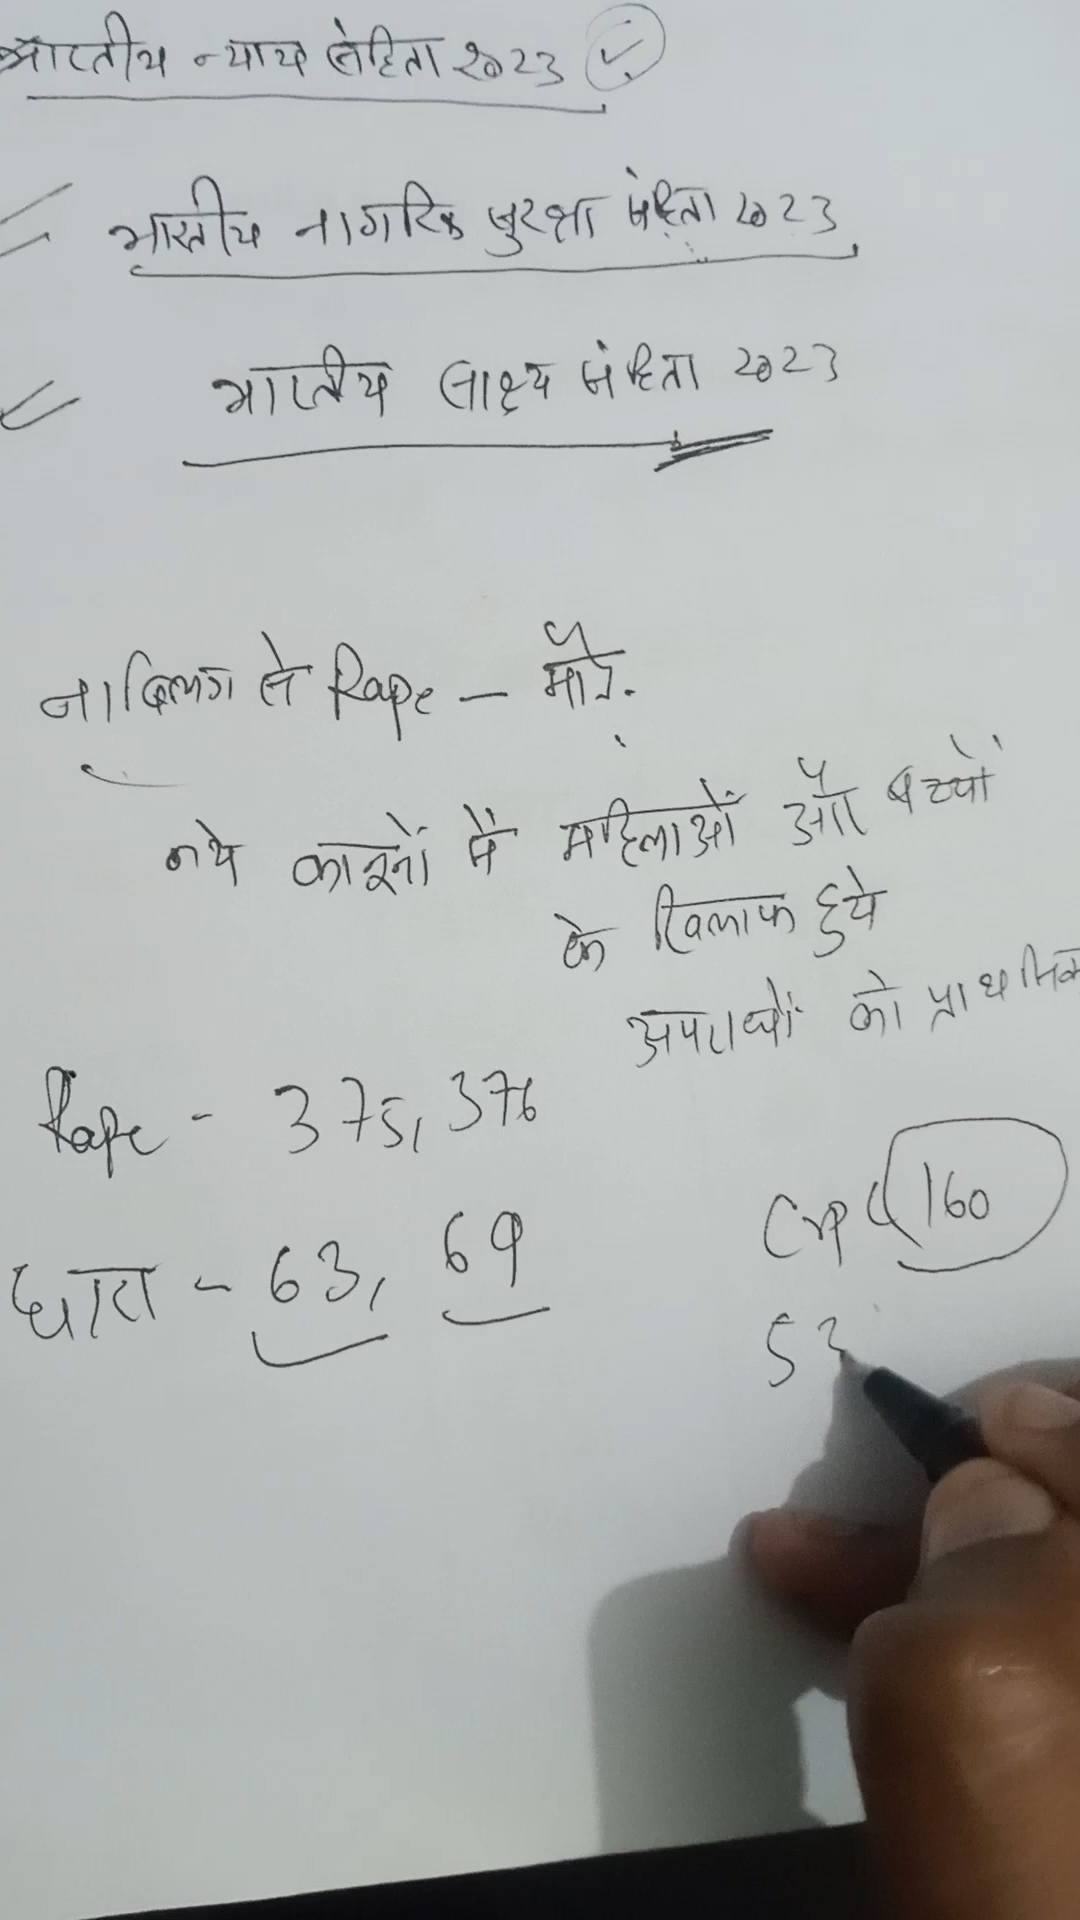 भारतीय न्याय संहिता 2023
भारतीय नागरिक सुरक्षा संहिता 2023
भारतीय साक्ष्य संहिता 2023
नाबिलग से Rape - मौत.
नये कानूनों में महिलाओं और बच्चों
के खिलाफ हुये
अपराधों को प्राथमिक
Rape - 375, 376
धारा - 63, 69
CrPC 160
53